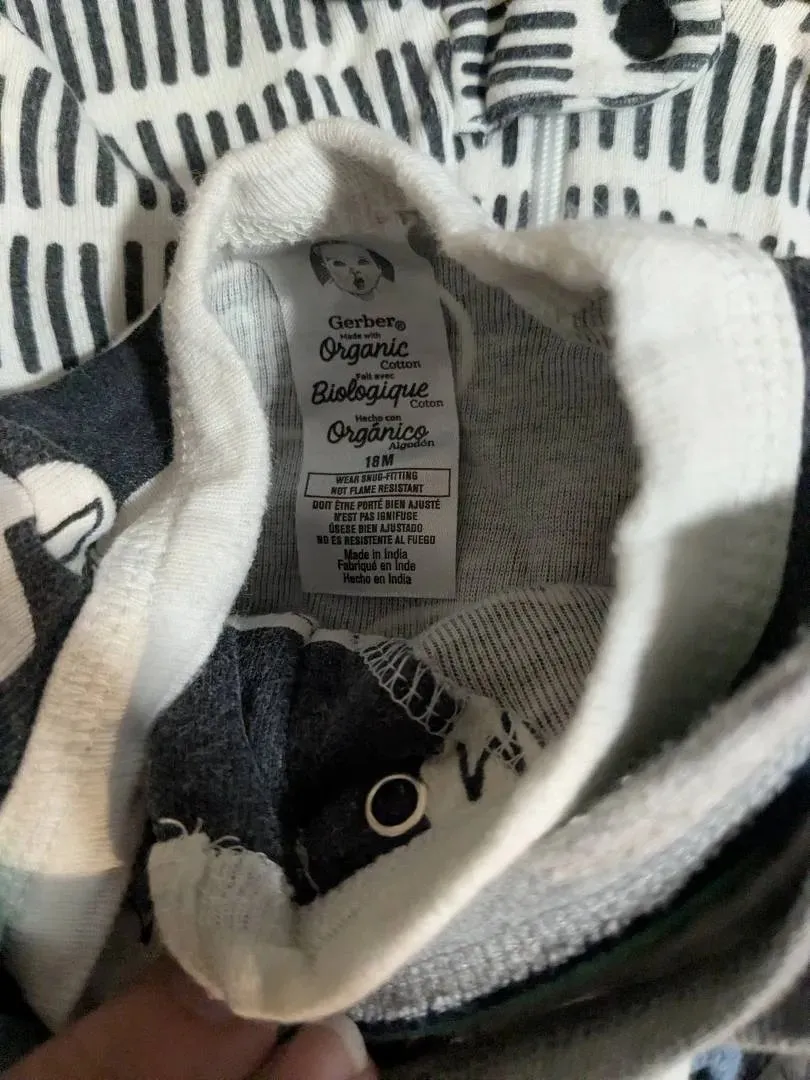 Gerber®
Made with
Organic
Cotton
Fait avec
Biologique
Coton
Hecho con
Orgánico
Algodón
18M
WEAR SNUG-FITTING
NOT FLAME RESISTANT
DOIT ÊTRE PORTÉ BIEN AJUSTÉ
N'EST PAS IGNIFUGE
ÚSESE BIEN AJUSTADO
NO ES RESISTENTE AL FUEGO
Made in India
Fabriqué en Inde
Hecho en India